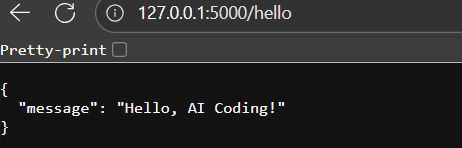 127.0.0.1:5000/hello
Pretty-print
{
  "message": "Hello, AI Coding!"
}